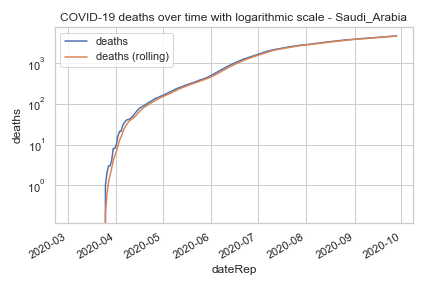 COVID-19 deaths over time with logarithmic scale - Saudi_Arabia
deaths
deaths (rolling)
10³
10²
10¹
10⁰
deaths
2020-03
2020-04
2020-05
2020-06
2020-07
2020-08
2020-09
2020-10
dateRep